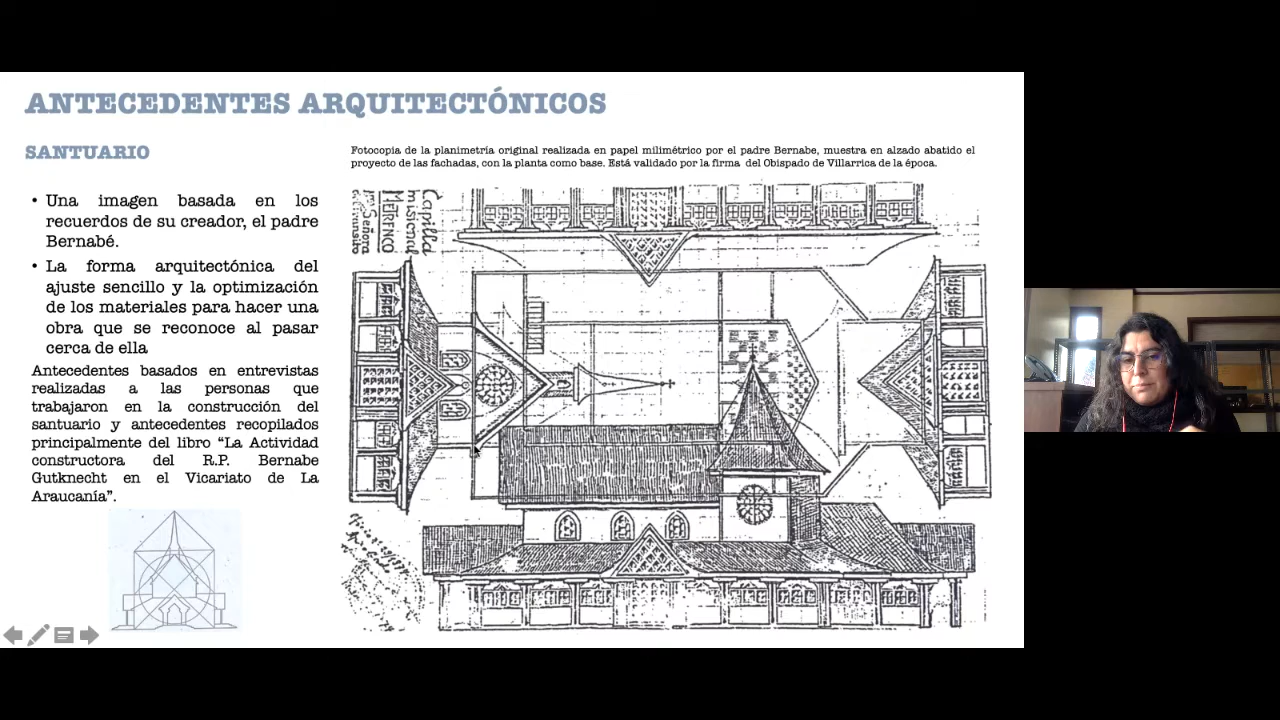 ANTECEDENTES ARQUITECTÓNICOS
SANTUARIO
Fotocopia de la planimetría original realizada en papel milimétrico por el padre Bernabe, muestra en alzado abatido el
proyecto de las fachadas, con la planta como base. Está validado por la firma del Obispado de Villarrica de la época.
• Una imagen basada en los
recuerdos de su creador, el padre
Bernabé.
• La forma arquitectónica del
ajuste sencillo y la optimización
de los materiales para hacer una
obra que se reconoce al pasar
cerca de ella
Antecedentes basados en entrevistas
realizadas a las personas que
trabajaron en la construcción del
santuario y antecedentes recopilados
principalmente del libro “La Actividad
constructora del R.P. Bernabe
Gutknecht en el Vicariato de La
Araucanía”.
Capilla
misional
METRENCO
Señora